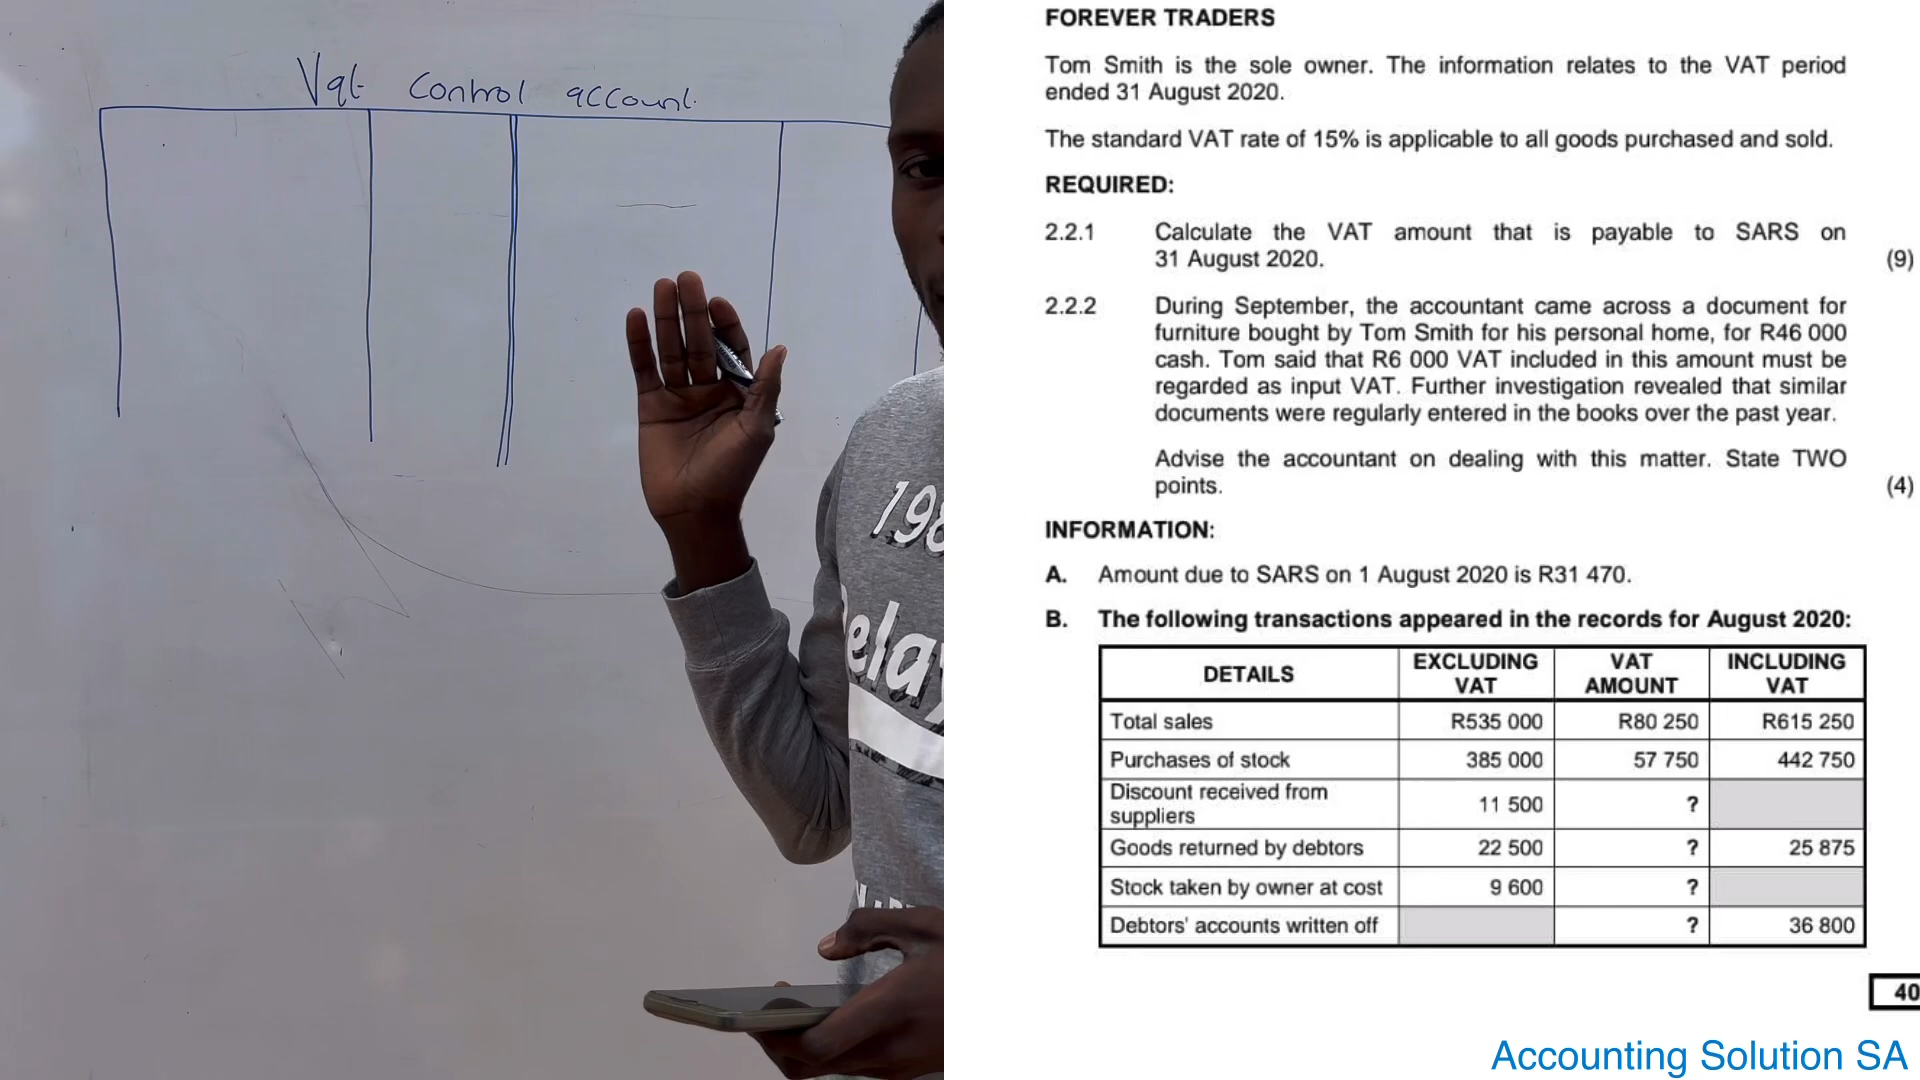 Vat Control account.
198
elay
FOREVER TRADERS
Tom Smith is the sole owner. The information relates to the VAT period
ended 31 August 2020.
The standard VAT rate of 15% is applicable to all goods purchased and sold.
REQUIRED:
2.2.1 Calculate the VAT amount that is payable to SARS on
31 August 2020. (9)
2.2.2 During September, the accountant came across a document for
furniture bought by Tom Smith for his personal home, for R46 000
cash. Tom said that R6 000 VAT included in this amount must be
regarded as input VAT. Further investigation revealed that similar
documents were regularly entered in the books over the past year.
Advise the accountant on dealing with this matter. State TWO
points. (4)
INFORMATION:
A. Amount due to SARS on 1 August 2020 is R31 470.
B. The following transactions appeared in the records for August 2020:
DETAILS EXCLUDING VAT VAT AMOUNT INCLUDING VAT
Total sales R535 000 R80 250 R615 250
Purchases of stock 385 000 57 750 442 750
Discount received from suppliers 11 500 ?
Goods returned by debtors 22 500 ? 25 875
Stock taken by owner at cost 9 600 ?
Debtors' accounts written off ? 36 800
40
Accounting Solution SA